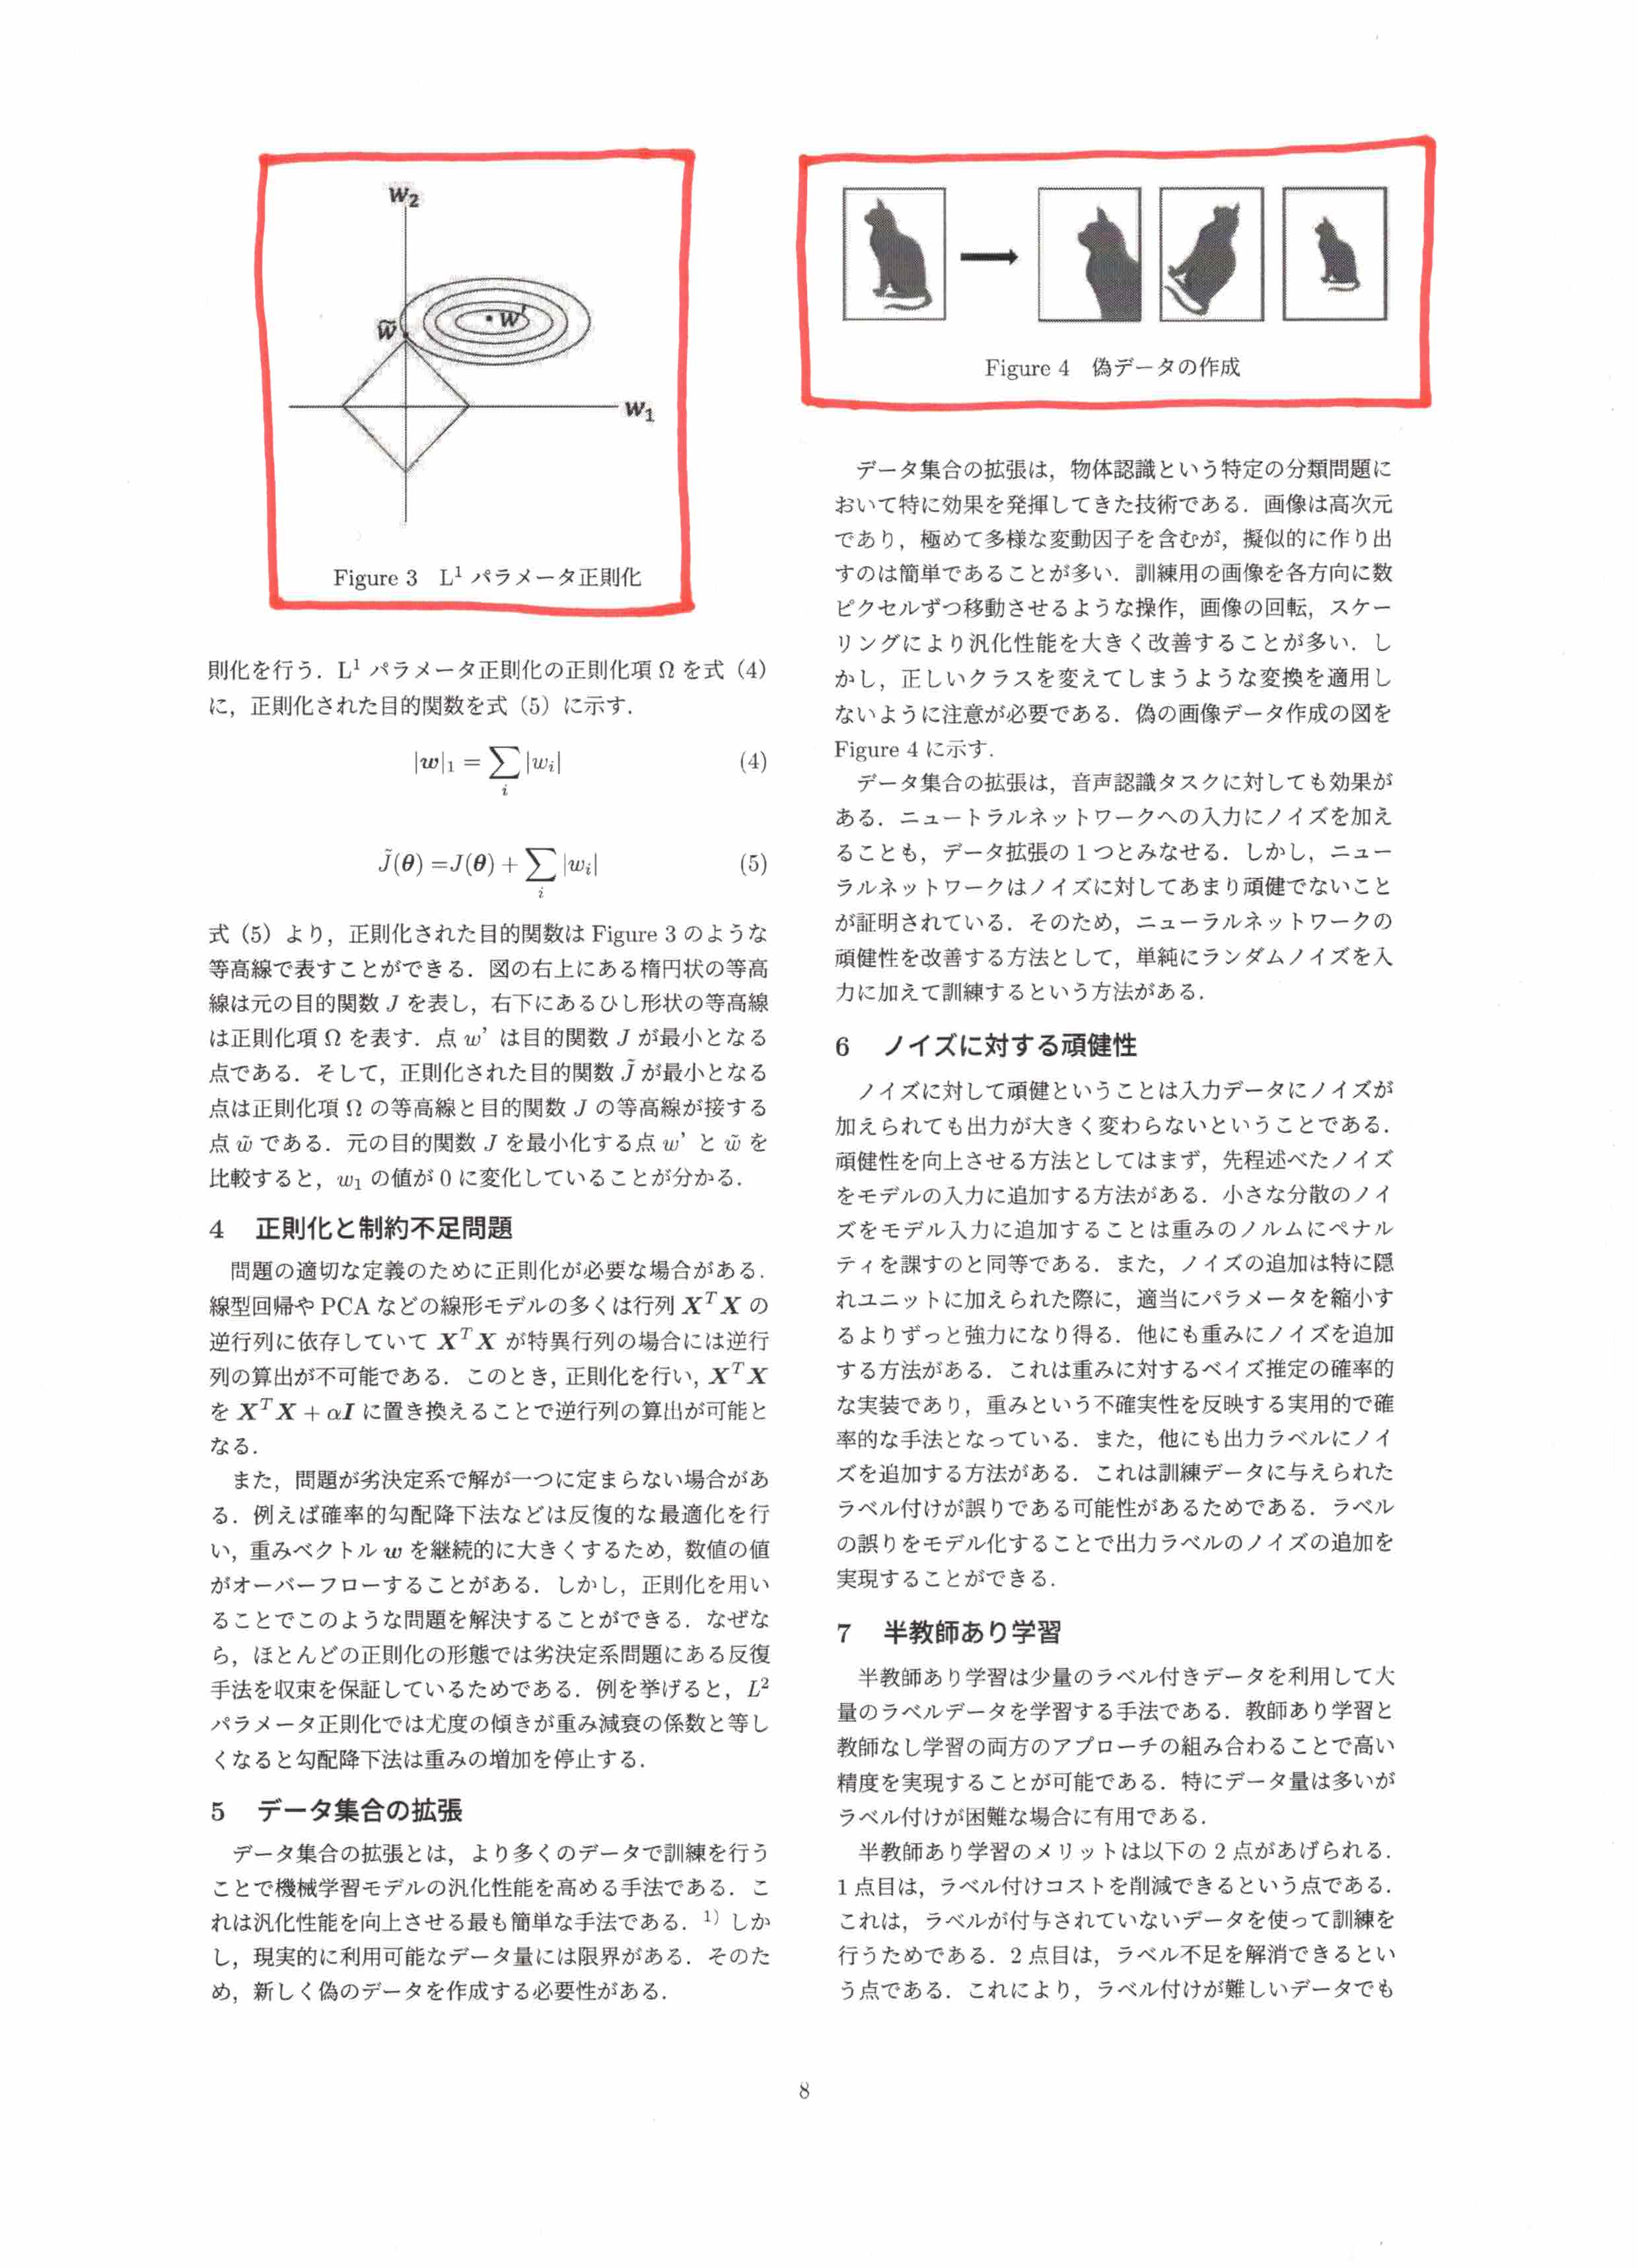 W2
W'
W̃
W1
Figure 3 L¹ パラメータ正則化
則化を行う．L¹ パラメータ正則化の正則化項 Ω を式（4）
に，正則化された目的関数を式（5）に示す．
|w|₁ = ∑_i |w_i| (4)
J̃(θ) =J(θ) + ∑_i |w_i| (5)
式（5）より，正則化された目的関数は Figure 3 のような
等高線で表すことができる．図の右上にある楕円状の等高
線は元の目的関数 J を表し，右下にあるひし形状の等高線
は正則化項 Ω を表す．点 w’ は目的関数 J が最小となる
点である．そして，正則化された目的関数 J̃ が最小となる
点は正則化項 Ω の等高線と目的関数 J の等高線が接する
点 w̃ である．元の目的関数 J を最小化する点 w’ と w̃ を
比較すると，w₁ の値が 0 に変化していることが分かる．
4 正則化と制約不足問題
問題の適切な定義のために正則化が必要な場合がある．
線型回帰や PCA などの線形モデルの多くは行列 XᵀX の
逆行列に依存していて XᵀX が特異行列の場合には逆行
列の算出が不可能である．このとき，正則化を行い，XᵀX
を XᵀX + αI に置き換えることで逆行列の算出が可能と
なる．
また，問題が劣決定系で解が一つに定まらない場合があ
る．例えば確率的勾配降下法などは反復的な最適化を行
い，重みベクトル w を継続的に大きくするため，数値の値
がオーバーフローすることがある．しかし，正則化を用い
ることでこのような問題を解決することができる．なぜな
ら，ほとんどの正則化の形態では劣決定系問題にある反復
手法を収束を保証しているためである．例を挙げると，L²
パラメータ正則化では尤度の傾きが重み減衰の係数と等し
くなると勾配降下法は重みの増加を停止する．
5 データ集合の拡張
データ集合の拡張とは，より多くのデータで訓練を行う
ことで機械学習モデルの汎化性能を高める手法である．こ
れは汎化性能を向上させる最も簡単な手法である．¹⁾ しか
し，現実的に利用可能なデータ量には限界がある．そのた
め，新しく偽のデータを作成する必要性がある．
Figure 4 偽データの作成
データ集合の拡張は，物体認識という特定の分類問題に
おいて特に効果を発揮してきた技術である．画像は高次元
であり，極めて多様な変動因子を含むが，擬似的に作り出
すのは簡単であることが多い．訓練用の画像を各方向に数
ピクセルずつ移動させるような操作，画像の回転，スケー
リングにより汎化性能を大きく改善することが多い．し
かし，正しいクラスを変えてしまうような変換を適用し
ないように注意が必要である．偽の画像データ作成の図を
Figure 4 に示す．
データ集合の拡張は，音声認識タスクに対しても効果が
ある．ニュートラルネットワークへの入力にノイズを加え
ることも，データ拡張の 1 つとみなせる．しかし，ニュー
ラルネットワークはノイズに対してあまり頑健でないこと
が証明されている．そのため，ニューラルネットワークの
頑健性を改善する方法として，単純にランダムノイズを入
力に加えて訓練するという方法がある．
6 ノイズに対する頑健性
ノイズに対して頑健ということは入力データにノイズが
加えられても出力が大きく変わらないということである．
頑健性を向上させる方法としてはまず，先程述べたノイズ
をモデルの入力に追加する方法がある．小さな分散のノイ
ズをモデル入力に追加することは重みのノルムにペナル
ティを課すのと同等である．また，ノイズの追加は特に隠
れユニットに加えられた際に，適当にパラメータを縮小す
るよりずっと強力になり得る．他にも重みにノイズを追加
する方法がある．これは重みに対するベイズ推定の確率的
な実装であり，重みという不確実性を反映する実用的で確
率的な手法となっている．また，他にも出力ラベルにノイ
ズを追加する方法がある．これは訓練データに与えられた
ラベル付けが誤りである可能性があるためである．ラベル
の誤りをモデル化することで出力ラベルのノイズの追加を
実現することができる．
7 半教師あり学習
半教師あり学習は少量のラベル付きデータを利用して大
量のラベルデータを学習する手法である．教師あり学習と
教師なし学習の両方のアプローチの組み合わることで高い
精度を実現することが可能である．特にデータ量は多いが
ラベル付けが困難な場合に有用である．
半教師あり学習のメリットは以下の 2 点があげられる．
1 点目は，ラベル付けコストを削減できるという点である．
これは，ラベルが付与されていないデータを使って訓練を
行うためである．2 点目は，ラベル不足を解消できるとい
う点である．これにより，ラベル付けが難しいデータでも
8